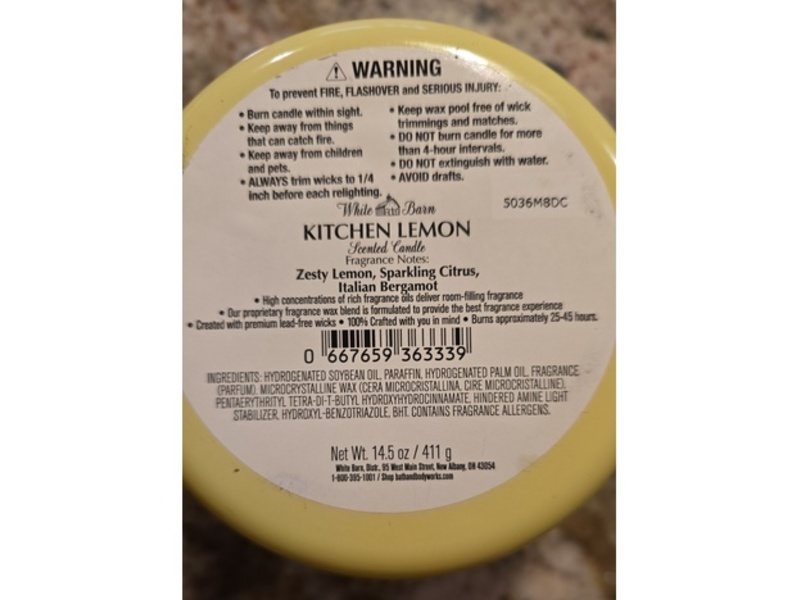 ⚠ WARNING
To prevent FIRE, FLASHOVER and SERIOUS INJURY:
• Burn candle within sight.
• Keep away from things
that can catch fire.
• Keep away from children
and pets.
• ALWAYS trim wicks to 1/4
inch before each relighting.
• Keep wax pool free of wick
trimmings and matches.
• DO NOT burn candle for more
than 4-hour intervals.
• DO NOT extinguish with water.
• AVOID drafts.
5036M8DC
White Barn
KITCHEN LEMON
Scented Candle
Fragrance Notes:
Zesty Lemon, Sparkling Citrus,
Italian Bergamot
• High concentrations of rich fragrance oils deliver room-filling fragrance
• Our proprietary fragrance wax blend is formulated to provide the best fragrance experience
• Created with premium lead-free wicks • 100% Crafted with you in mind • Burns approximately 25-45 hours.
0 667659 363339
INGREDIENTS: HYDROGENATED SOYBEAN OIL, PARAFFIN, HYDROGENATED PALM OIL, FRAGRANCE
(PARFUM), MICROCRYSTALLINE WAX (CERA MICROCRISTALLINA, CIRE MICROCRISTALLINE),
PENTAERYTHRITYL TETRA-DI-T-BUTYL HYDROXYHYDROCINNAMATE, HINDERED AMINE LIGHT
STABILIZER, HYDROXYL-BENZOTRIAZOLE, BHT. CONTAINS FRAGRANCE ALLERGENS.
Net Wt. 14.5 oz / 411 g
White Barn, Distr., 95 West Main Street, New Albany, OH 43054
1-800-395-1001 / Shop bathandbodyworks.com